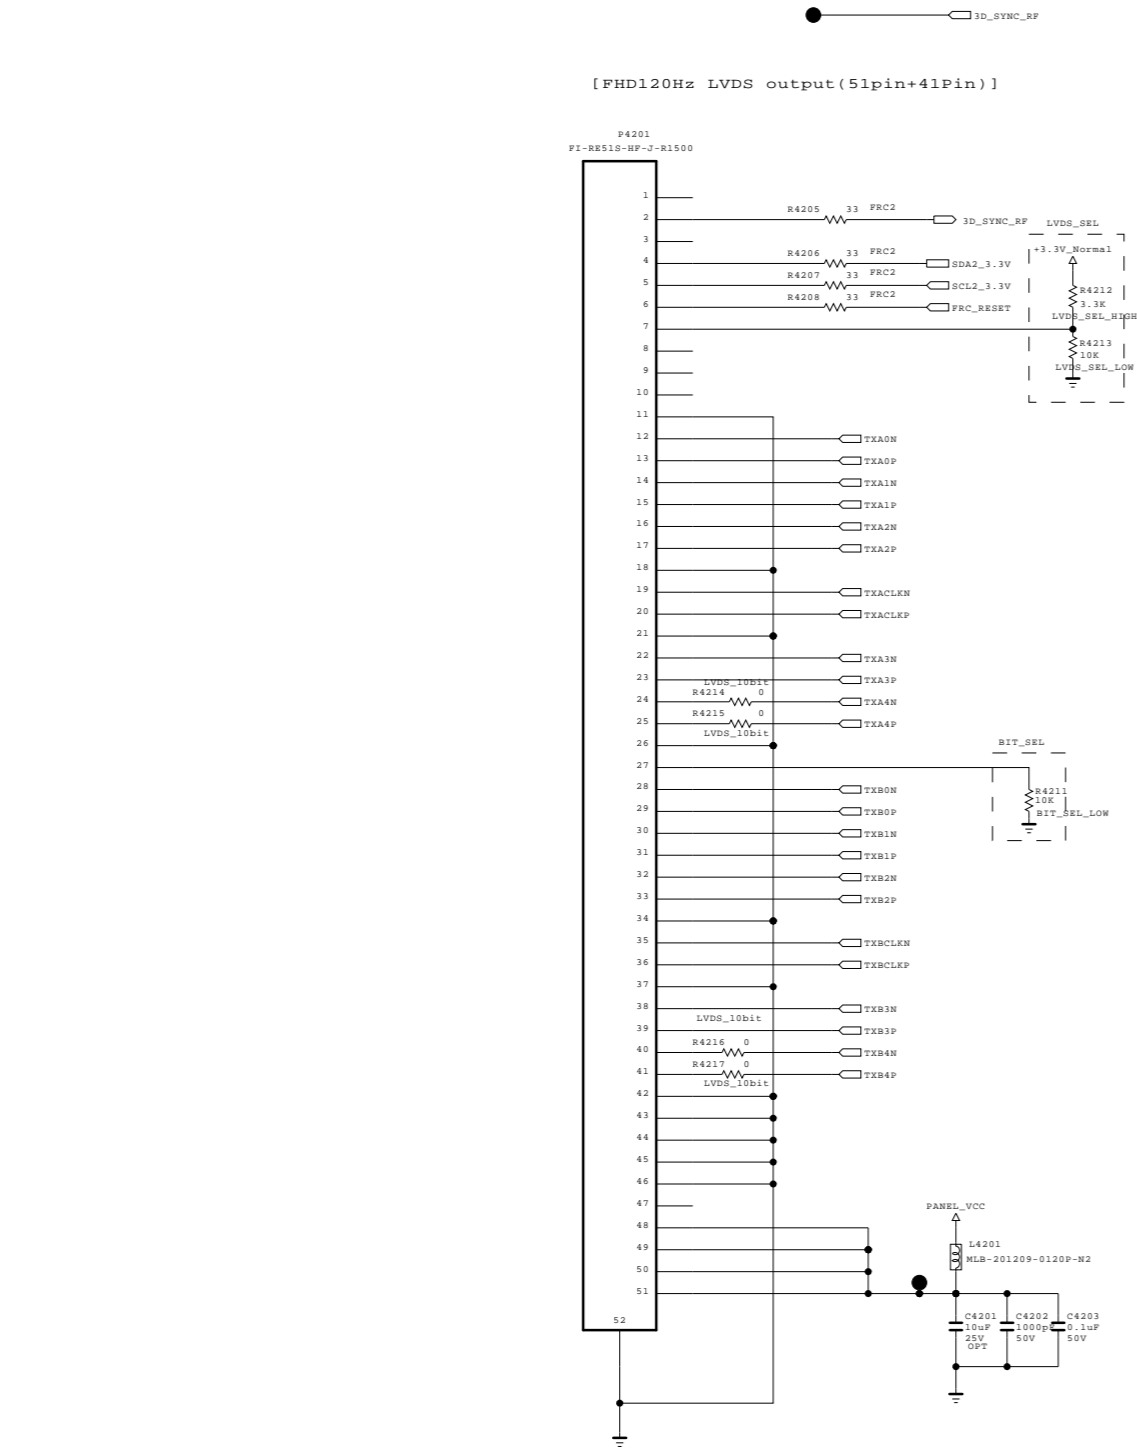 3D_SYNC_RF
[FHD120Hz LVDS output(51pin+41Pin)]
P4201
FI-RE51S-HF-J-R1500
1
2 R4205 33 FRC2 3D_SYNC_RF
LVDS_SEL
3
+3.3V_Normal
4 R4206 33 FRC2 SDA2_3.3V
5 R4207 33 FRC2 SCL2_3.3V
R4212
3.3K
6 R4208 33 FRC2 FRC_RESET
LVDS_SEL_HIGH
7
R4213
10K
LVDS_SEL_LOW
8
9
10
11
12 TXA0N
13 TXA0P
14 TXA1N
15 TXA1P
16 TXA2N
17 TXA2P
18
19 TXACLKN
20 TXACLKP
21
22 TXA3N
23 TXA3P
LVDS_10bit
24 R4214 0 TXA4N
25 R4215 0 TXA4P
LVDS_10bit
26
BIT_SEL
27
28 TXB0N
R4211
10K
BIT_SEL_LOW
29 TXB0P
30 TXB1N
31 TXB1P
32 TXB2N
33 TXB2P
34
35 TXBCLKN
36 TXBCLKP
37
38 TXB3N
LVDS_10bit
39 TXB3P
40 R4216 0 TXB4N
41 R4217 0 TXB4P
LVDS_10bit
42
43
44
45
46
47
PANEL_VCC
48
49
L4201
MLB-201209-0120P-N2
50
51
52
C4201
10uF
25V
OPT
C4202
1000pF
50V
C4203
0.1uF
50V